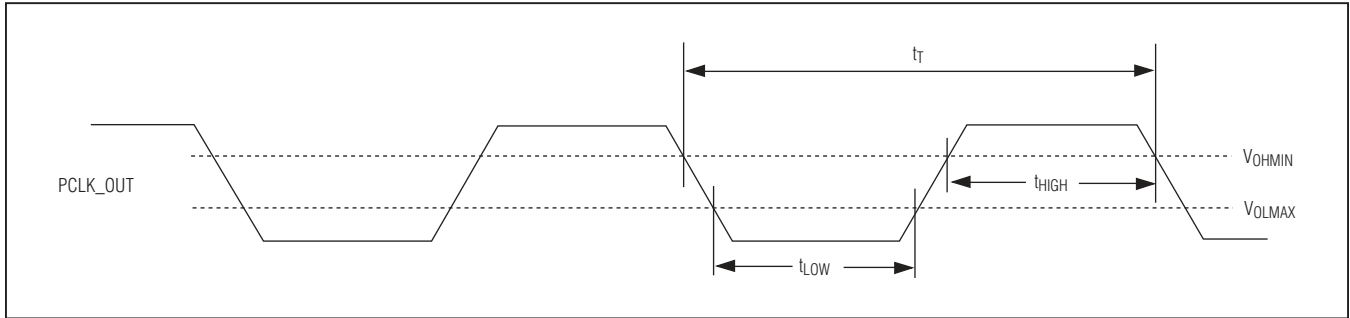 tT
VOHMIN
PCLK_OUT
tHIGH
VOLMAX
tLOW